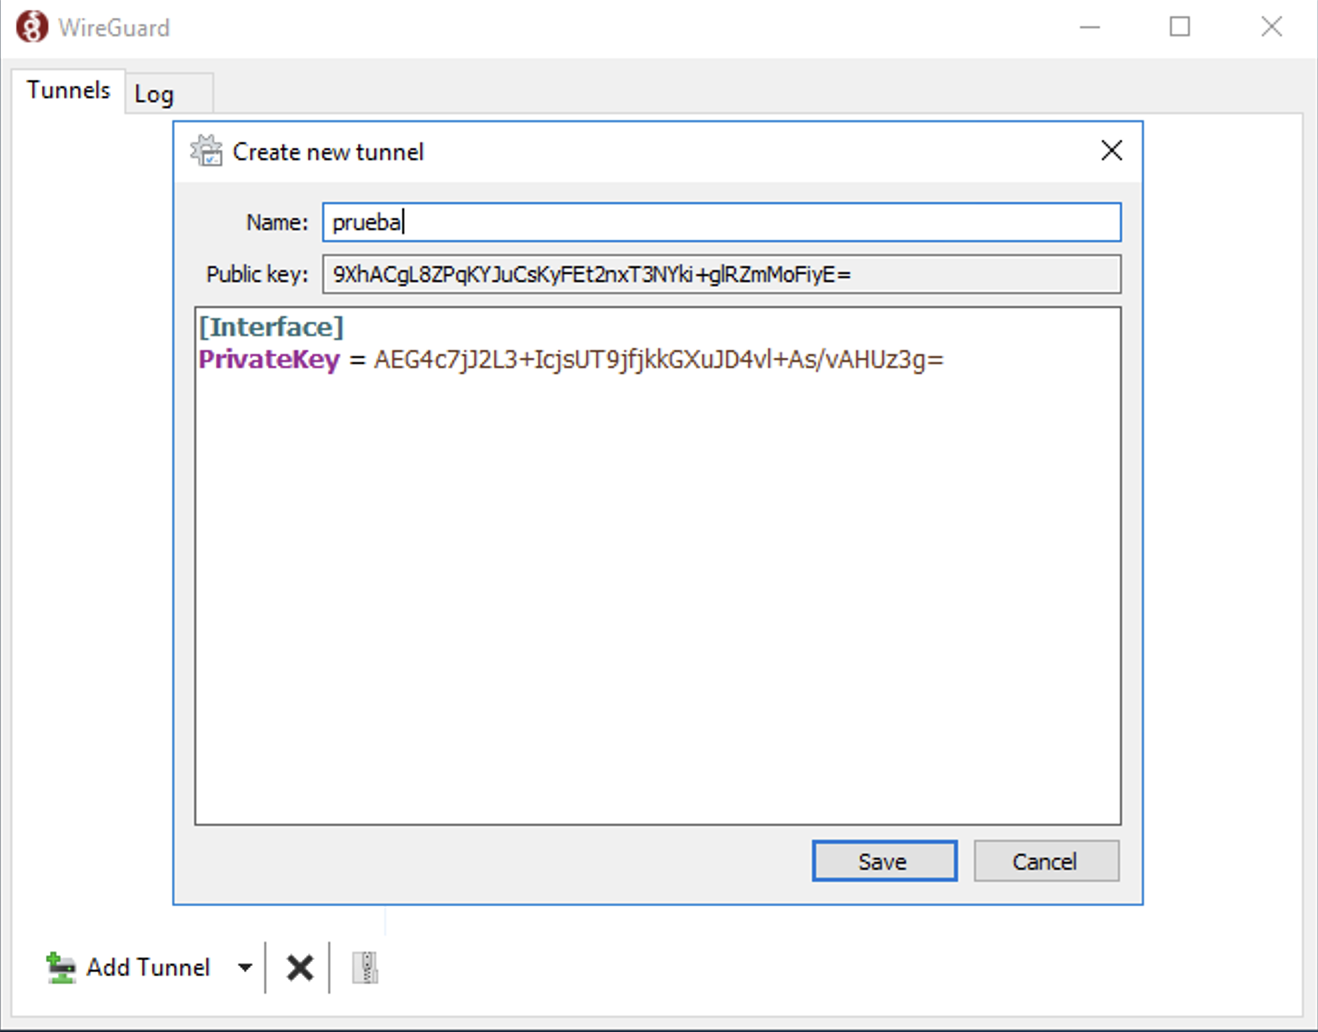 WireGuard
Tunnels
Log
Create new tunnel
Name: prueba
Public key: 9XhACgL8ZPqKYJuCsKyFEt2nxT3NYki+glRZmMoFiyE=
[Interface]
PrivateKey = AEG4c7jJ2L3+IcjsUT9jfjkkGXuJD4vl+As/vAHUz3g=
Save
Cancel
Add Tunnel